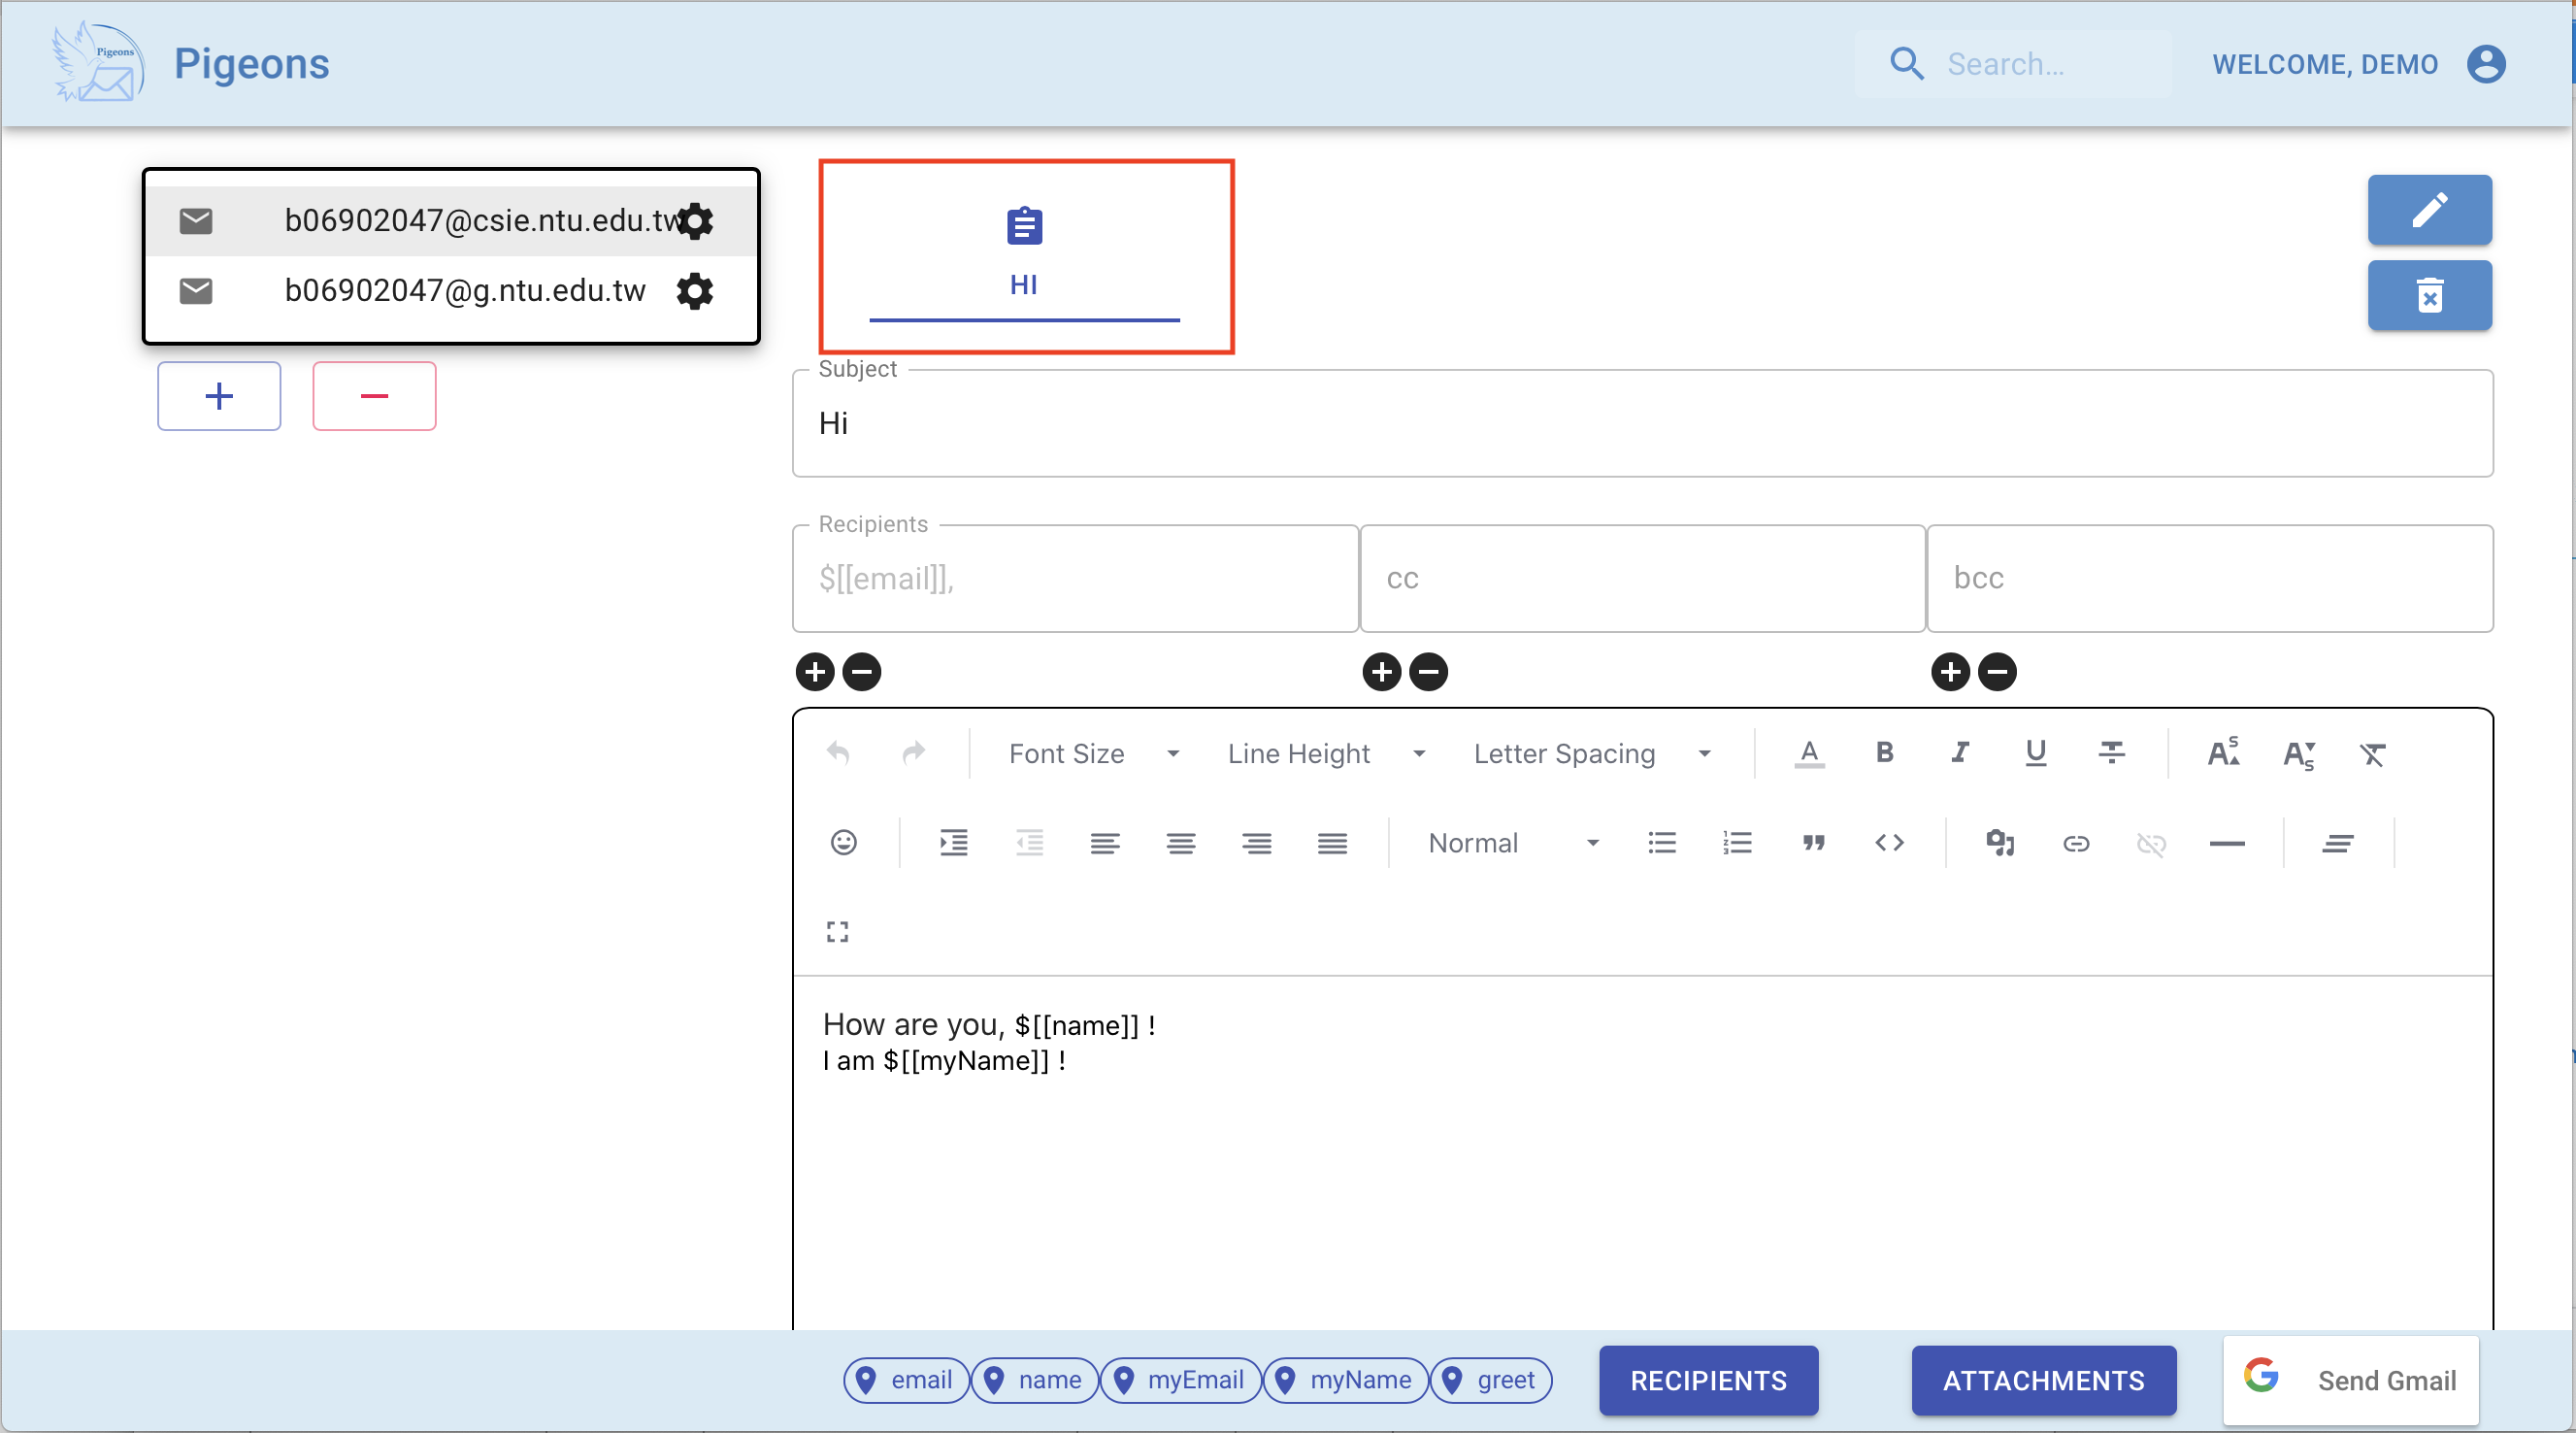 Pigeons
Pigeons
Search...
WELCOME, DEMO
b06902047@csie.ntu.edu.tw
b06902047@g.ntu.edu.tw
HI
Subject
Hi
Recipients
$[[email]],
cc
bcc
Font Size
Line Height
Letter Spacing
Normal
How are you, $[[name]] !
I am $[[myName]] !
email
name
myEmail
myName
greet
RECIPIENTS
ATTACHMENTS
Send Gmail